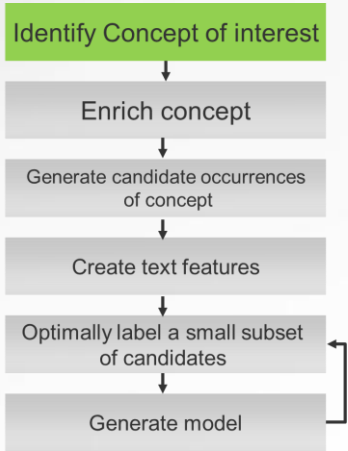 Identify Concept of interest
Enrich concept
Generate candidate occurrences
of concept
Create text features
Optimally label a small subset
of candidates
Generate model